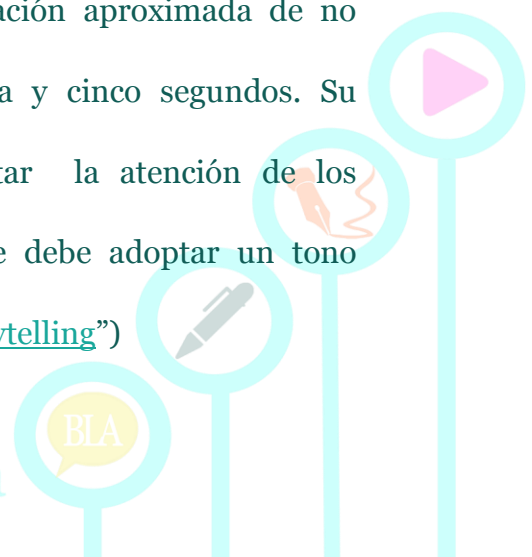 ación aproximada de no
a y cinco segundos. Su
tar la atención de los
e debe adoptar un tono
ytelling”)
BLA